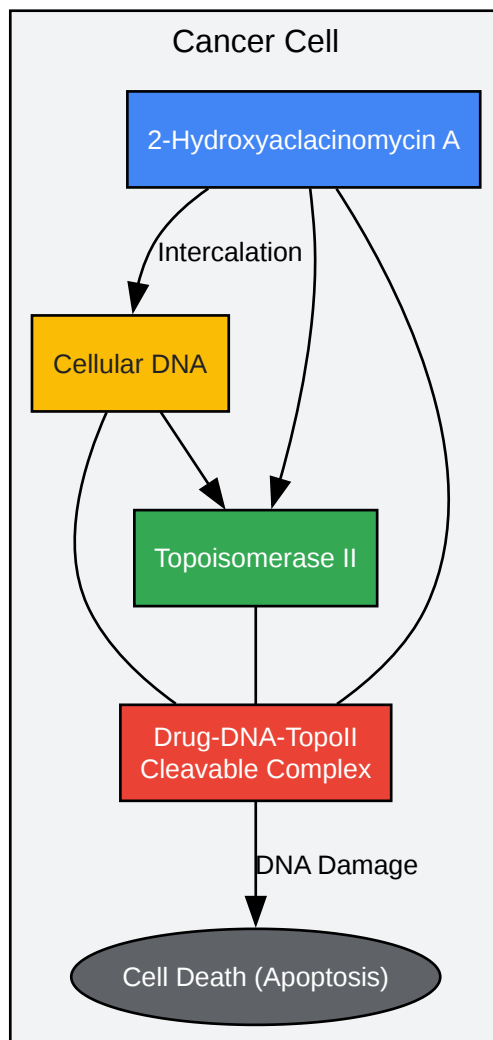 Cancer Cell
2-Hydroxyaclacinomycin A
Intercalation
Cellular DNA
Topoisomerase II
Drug-DNA-TopoII
Cleavable Complex
DNA Damage
Cell Death (Apoptosis)